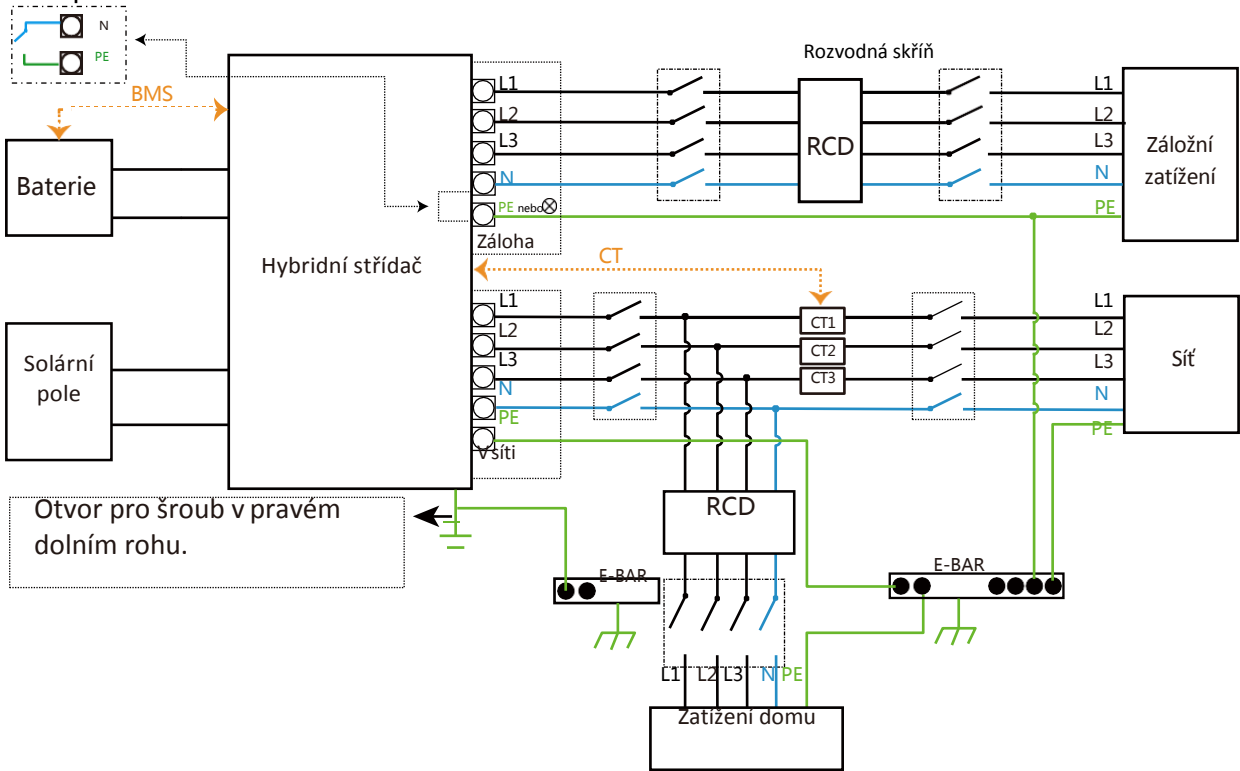 N
PE
BMS
Baterie
Solární
pole
Hybridní střídač
L1
L2
L3
N
PE nebo
Záloha
Rozvodná skříň
RCD
L1
L2
L3
N
PE
Záložní
zatížení
CT
L1
L2
L3
N
PE
V síti
CT1
CT2
CT3
L1
L2
L3
N
PE
Síť
Otvor pro šroub v pravém
dolním rohu.
RCD
E-BAR
E-BAR
L1 L2 L3 N PE
Zatížení domu